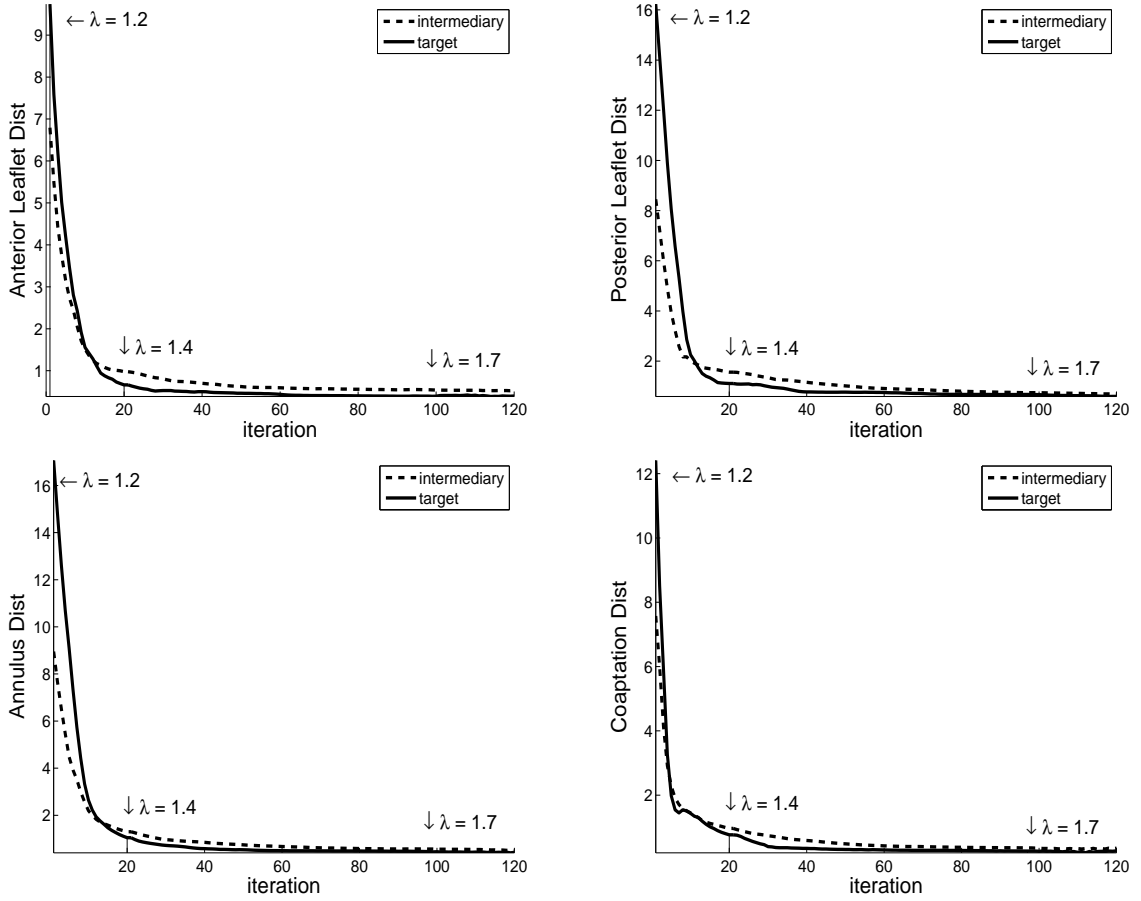 Anterior Leaflet Dist
9
8
7
6
5
4
3
2
1
0
20
40
60
80
100
120
iteration
← λ = 1.2
↓ λ = 1.4
↓ λ = 1.7
intermediary
target
Posterior Leaflet Dist
16
14
12
10
8
6
4
2
20
40
60
80
100
120
iteration
← λ = 1.2
↓ λ = 1.4
↓ λ = 1.7
intermediary
target
Annulus Dist
16
14
12
10
8
6
4
2
20
40
60
80
100
120
iteration
← λ = 1.2
↓ λ = 1.4
↓ λ = 1.7
intermediary
target
Coaptation Dist
12
10
8
6
4
2
20
40
60
80
100
120
iteration
← λ = 1.2
↓ λ = 1.4
↓ λ = 1.7
intermediary
target